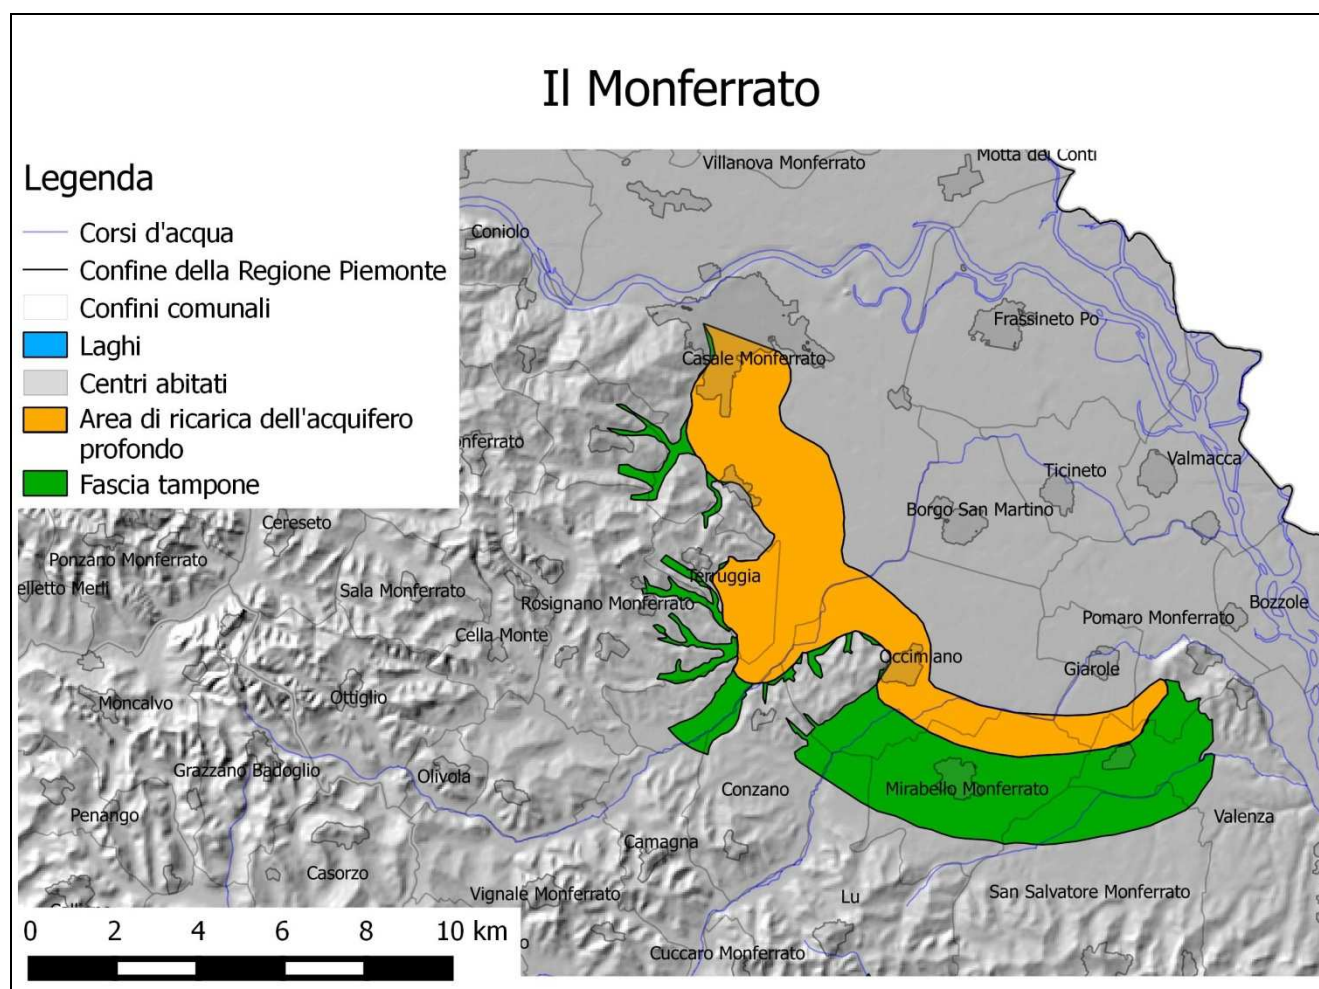 Il Monferrato
Legenda
Corsi d'acqua
Confine della Regione Piemonte
Confini comunali
Laghi
Centri abitati
Area di ricarica dell'acquifero
profondo
Fascia tampone
Villanova Monferrato
Motta dei Conti
Coniolo
Frassineto Po
Casale Monferrato
onferrato
Valmacca
Ticineto
Borgo San Martino
Cereseto
Ponzano Monferrato
elletto Merli
Sala Monferrato
Terruggia
Rosignano Monferrato
Bozzole
Pomaro Monferrato
Cella Monte
Occimiano
Giarole
Moncalvo
Ottiglio
Grazzano Badoglio
Olivola
Conzano
Mirabello Monferrato
Penango
Valenza
Camagna
Casorzo
Vignale Monferrato
Lu
San Salvatore Monferrato
Cuccaro Monferrato
0 2 4 6 8 10 km